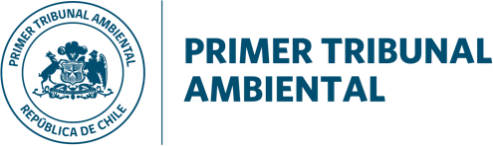 PRIMER TRIBUNAL AMBIENTAL
REPÚBLICA DE CHILE
PRIMER TRIBUNAL
AMBIENTAL